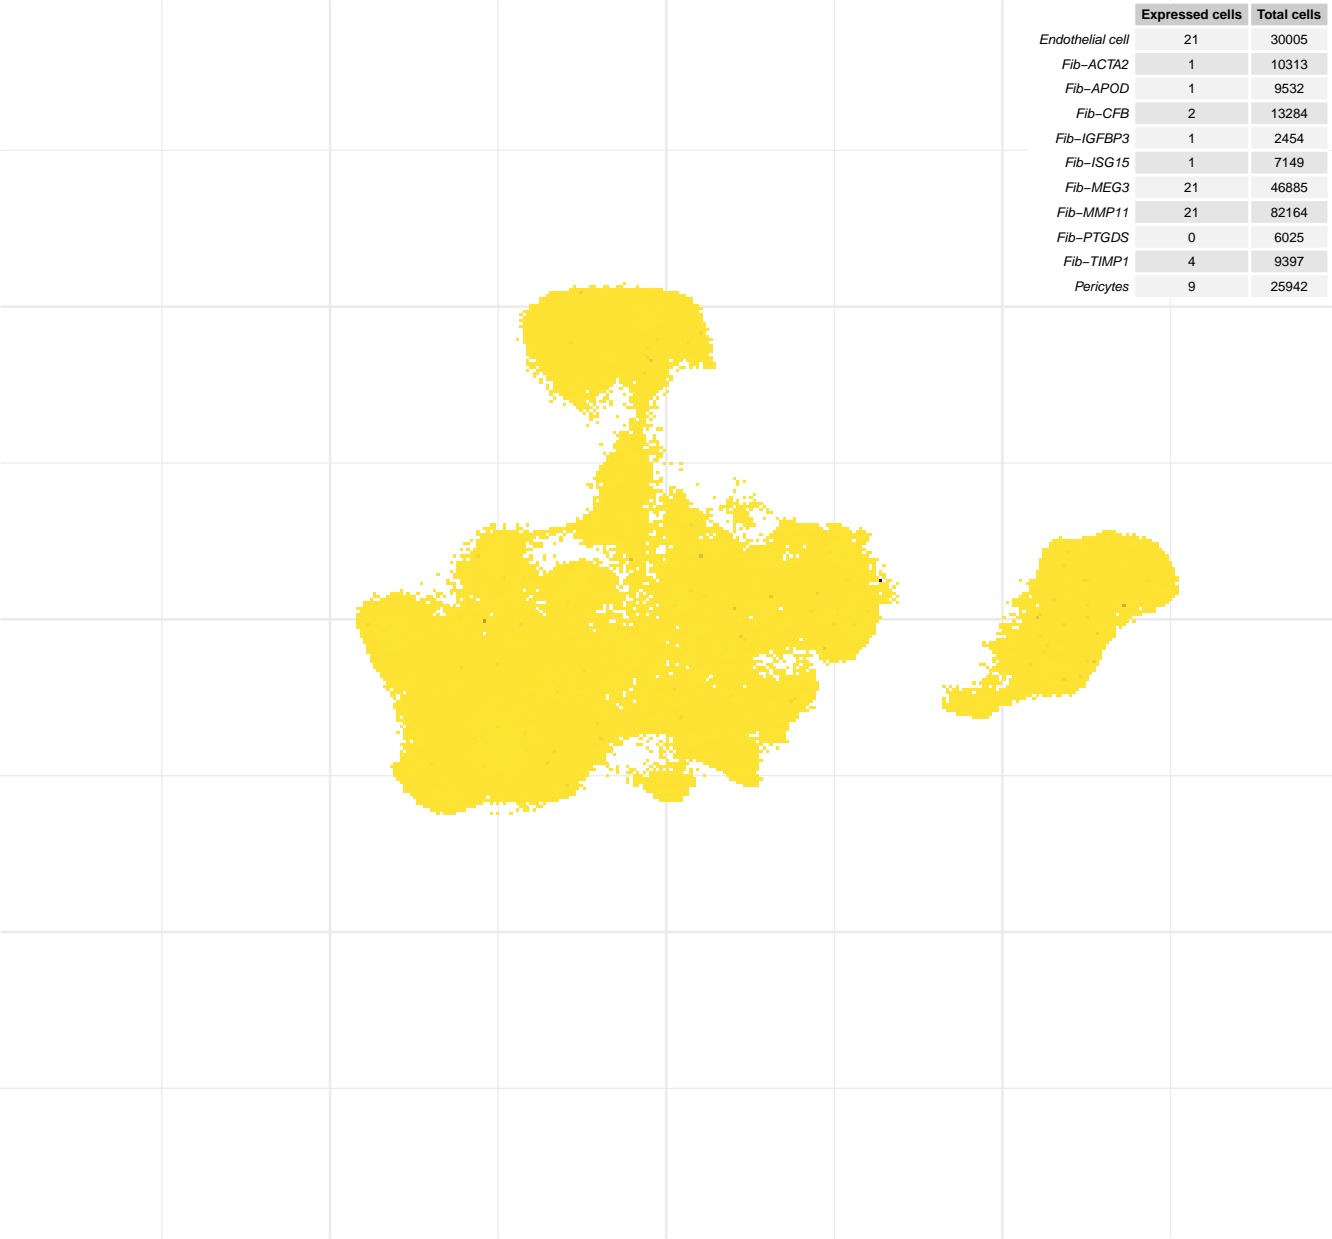 Expressed cells Total cells
Endothelial cell 21 30005
Fib−ACTA2 1 10313
Fib−APOD 1 9532
Fib−CFB 2 13284
Fib−IGFBP3 1 2454
Fib−ISG15 1 7149
Fib−MEG3 21 46885
Fib−MMP11 21 82164
Fib−PTGDS 0 6025
Fib−TIMP1 4 9397
Pericytes 9 25942